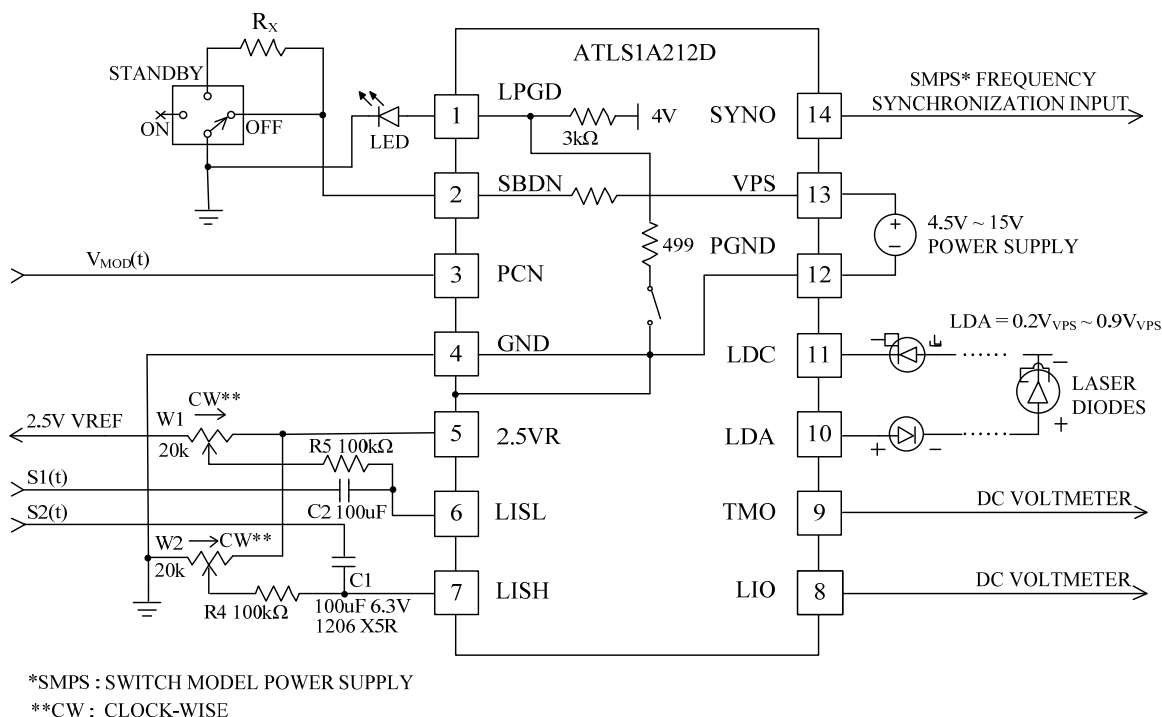 R_X
ATLS1A212D
STANDBY
ON
OFF
LED
1
LPGD
3kΩ
4V
SYNO
14
SMPS* FREQUENCY
SYNCHRONIZATION INPUT
2
SBDN
VPS
13
499
4.5V ~ 15V
POWER SUPPLY
V_MOD(t)
3
PCN
PGND
12
4
GND
LDC
11
LDA = 0.2V_VPS ~ 0.9V_VPS
LASER
DIODES
2.5V VREF
W1
CW**
20k
5
2.5VR
LDA
10
R5 100kΩ
S1(t)
C2 100uF
6
LISL
TMO
9
DC VOLTMETER
S2(t)
W2
CW**
20k
C1
R4 100kΩ
100uF 6.3V
1206 X5R
7
LISH
LIO
8
DC VOLTMETER
*SMPS : SWITCH MODEL POWER SUPPLY
**CW : CLOCK-WISE